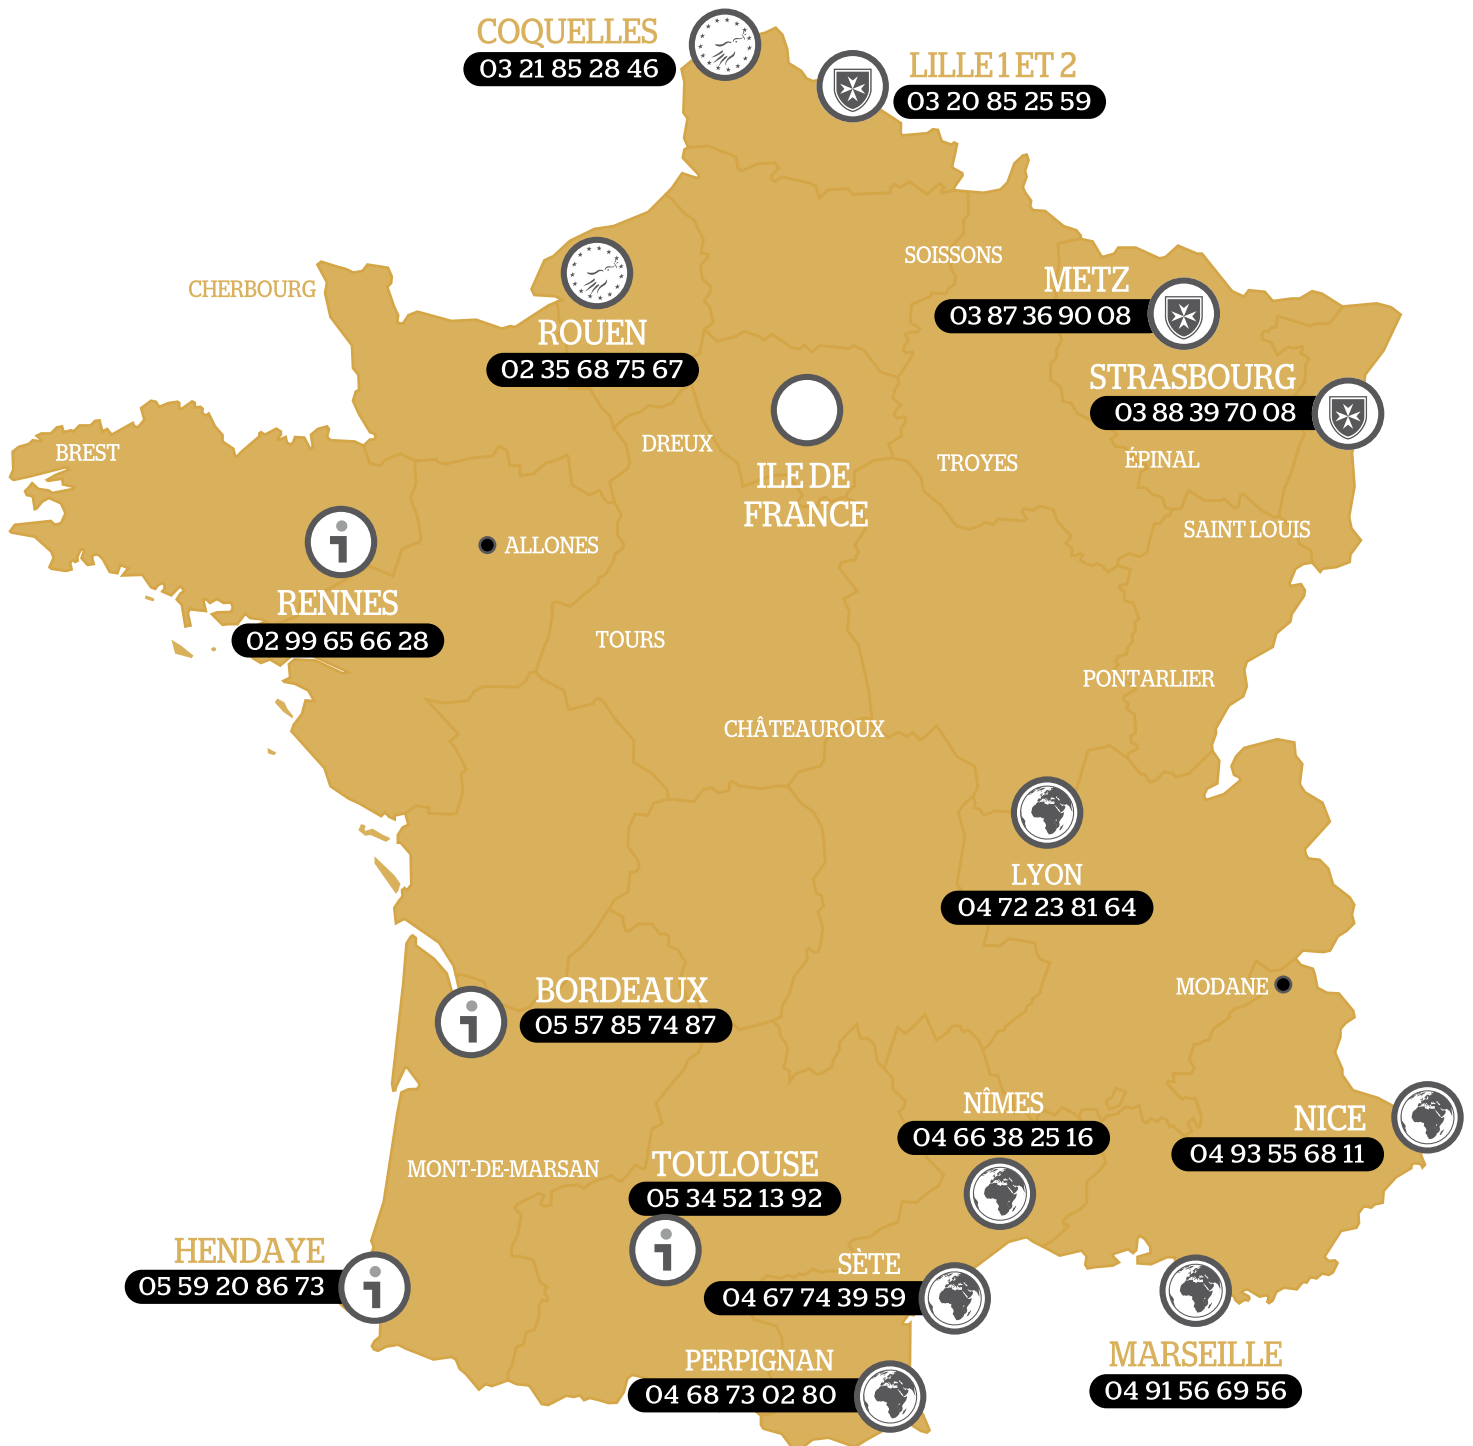 COQUELLES
03 21 85 28 46
LILLE 1 ET 2
03 20 85 25 59
SOISSONS
METZ
03 87 36 90 08
CHERBOURG
ROUEN
02 35 68 75 67
STRASBOURG
03 88 39 70 08
BREST
DREUX
ILE DE
FRANCE
TROYES
ÉPINAL
SAINT LOUIS
ALLONES
RENNES
02 99 65 66 28
TOURS
PONTARLIER
CHÂTEAUROUX
LYON
04 72 23 81 64
BORDEAUX
05 57 85 74 87
MODANE
NÎMES
04 66 38 25 16
NICE
04 93 55 68 11
MONT-DE-MARSAN
TOULOUSE
05 34 52 13 92
HENDAYE
05 59 20 86 73
SÈTE
04 67 74 39 59
PERPIGNAN
04 68 73 02 80
MARSEILLE
04 91 56 69 56